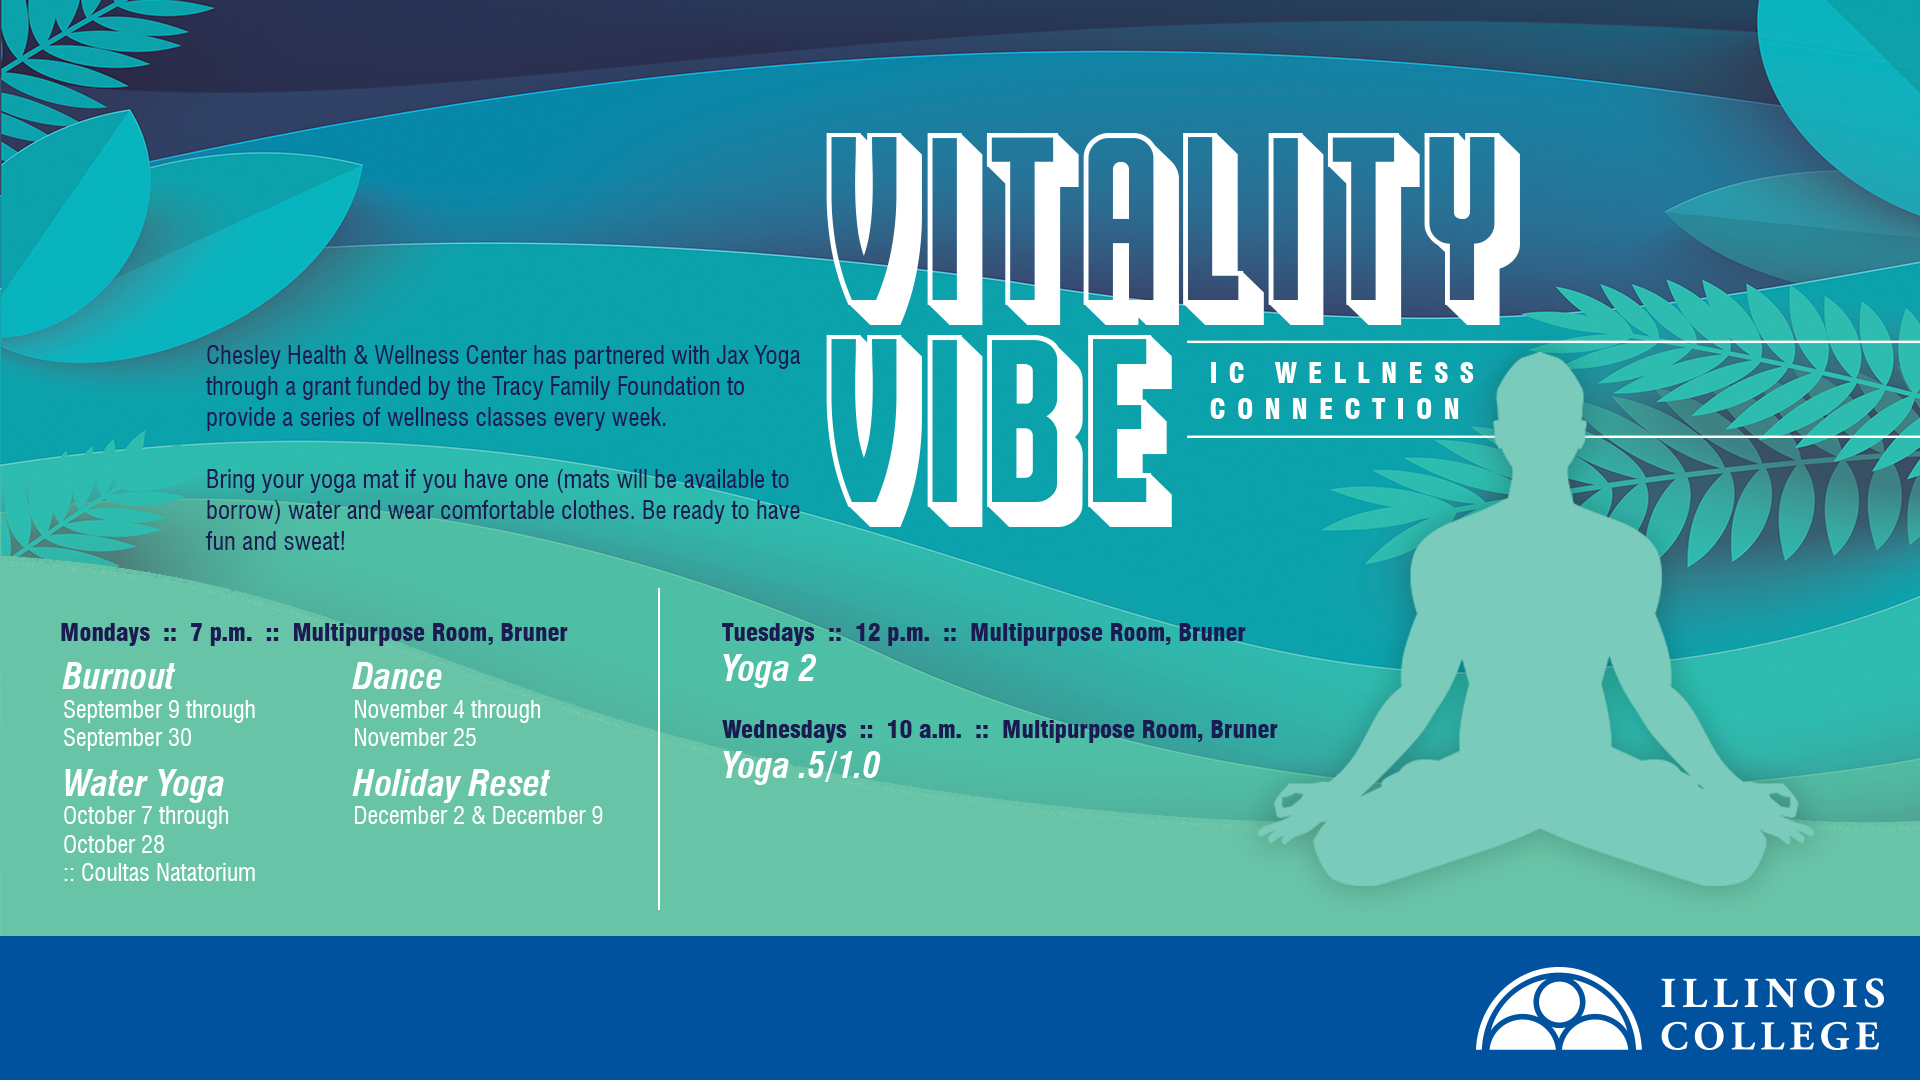 VITALITY
VIBE
IC WELLNESS
CONNECTION
Chesley Health & Wellness Center has partnered with Jax Yoga
through a grant funded by the Tracy Family Foundation to
provide a series of wellness classes every week.
Bring your yoga mat if you have one (mats will be available to
borrow) water and wear comfortable clothes. Be ready to have
fun and sweat!
Mondays :: 7 p.m. :: Multipurpose Room, Bruner
Burnout
September 9 through
September 30
Water Yoga
October 7 through
October 28
:: Coultas Natatorium
Dance
November 4 through
November 25
Holiday Reset
December 2 & December 9
Tuesdays :: 12 p.m. :: Multipurpose Room, Bruner
Yoga 2
Wednesdays :: 10 a.m. :: Multipurpose Room, Bruner
Yoga .5/1.0
ILLINOIS
COLLEGE